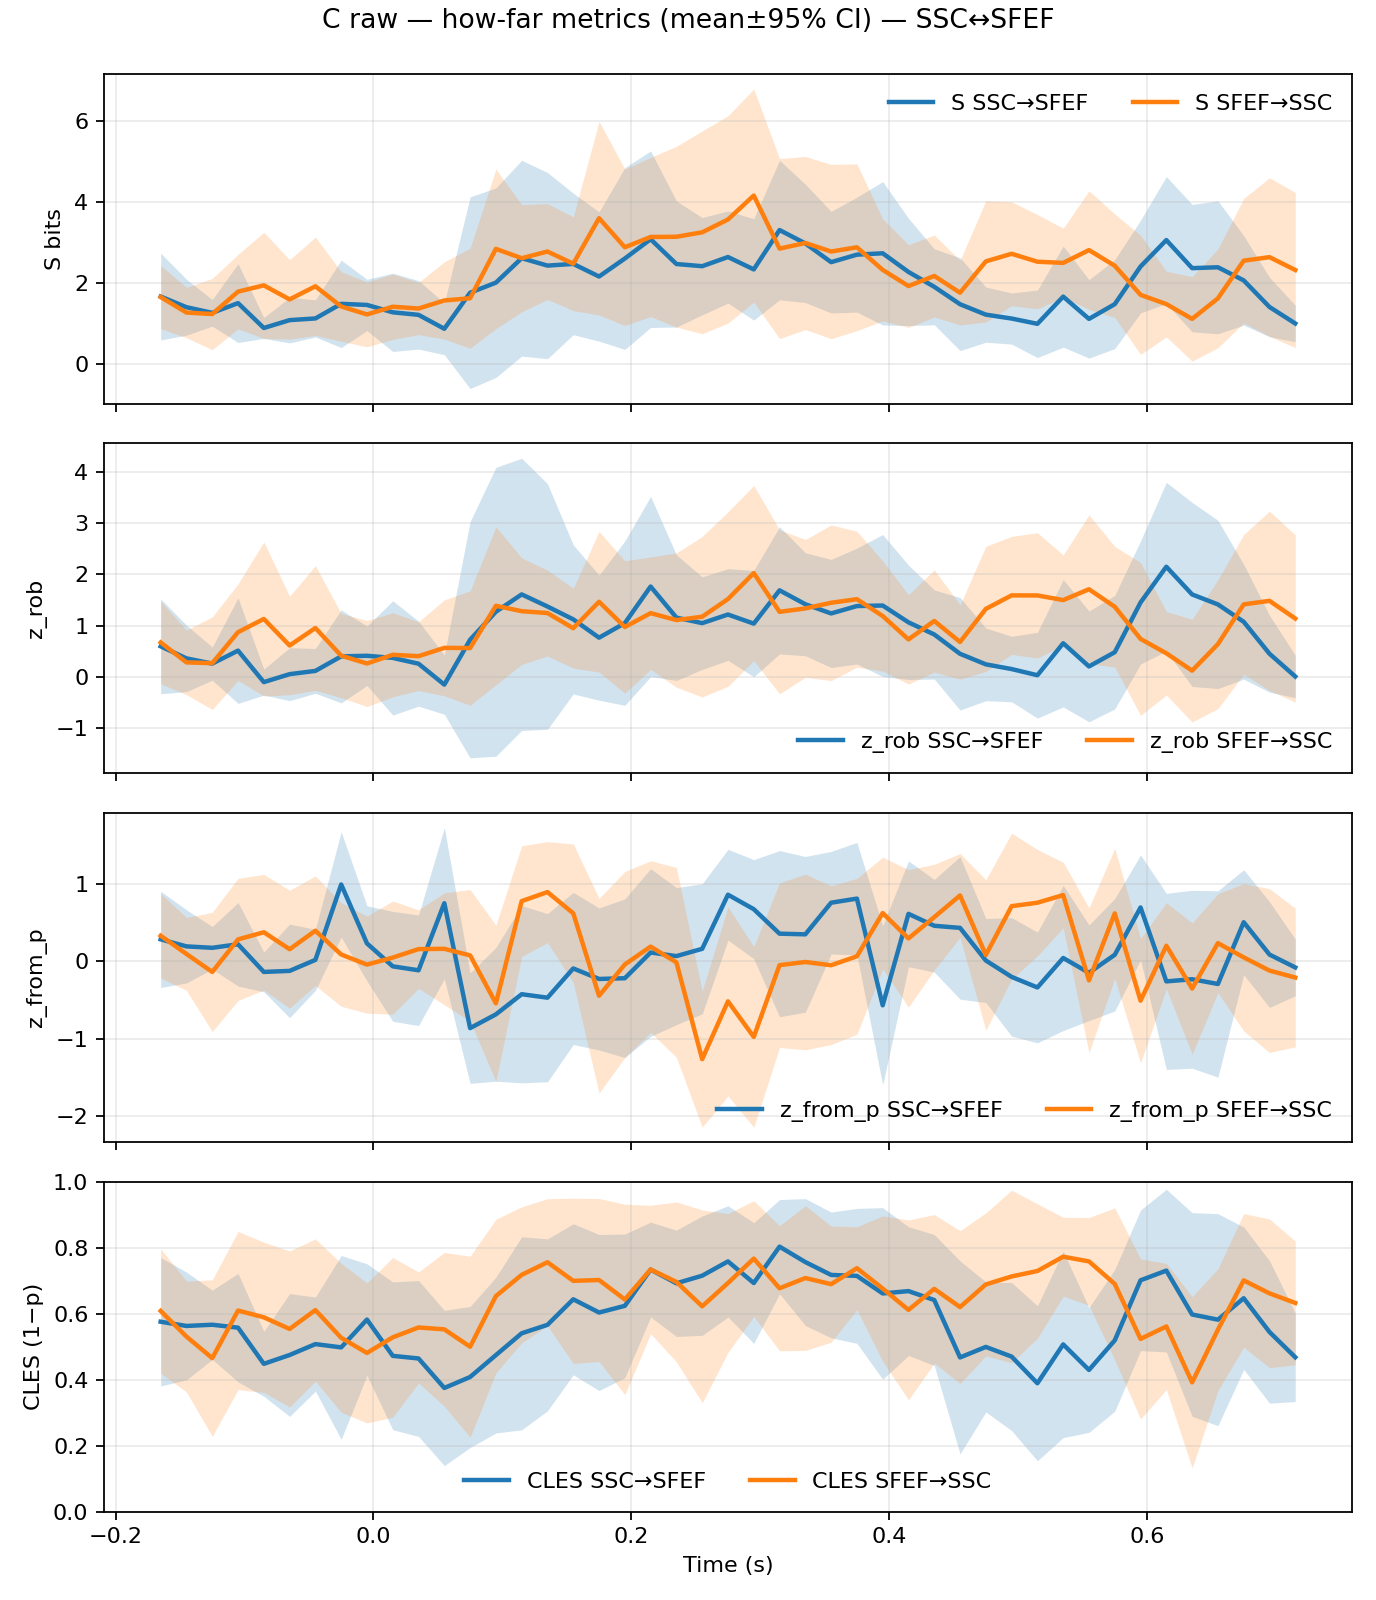 C raw — how-far metrics (mean±95% CI) — SSC↔SFEF
S SSC→SFEF S SFEF→SSC
6
4
2
0
S bits
4
3
2
1
0
−1
z_rob
z_rob SSC→SFEF z_rob SFEF→SSC
1
0
−1
−2
z_from_p
z_from_p SSC→SFEF z_from_p SFEF→SSC
1.0
0.8
0.6
0.4
0.2
0.0
CLES (1−p)
CLES SSC→SFEF CLES SFEF→SSC
−0.2 0.0 0.2 0.4 0.6
Time (s)